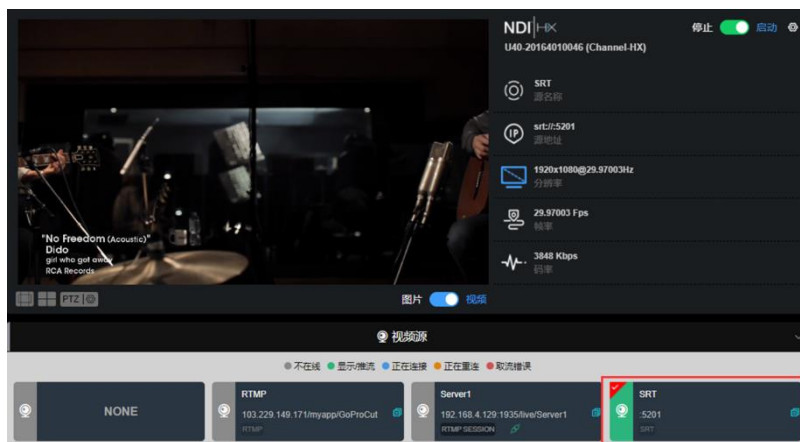 NDI|HX
停止 启动
U40-20164010046 (Channel-HX)
SRT
源名称
srt://:5201
源地址
1920x1080@29.97003Hz
分辨率
29.97003 Fps
帧率
3848 Kbps
码率
"No Freedom (Acoustic)"
Dido
girl who got away
RCA Records
PTZ
图片 视频
视频源
不在线 显示/推流 正在连接 正在重连 取流错误
NONE
RTMP
103.229.149.171/myapp/GoProCut
RTMP
Server1
192.168.4.129:1935/live/Server1
RTMP SESSION
SRT
:5201
SRT